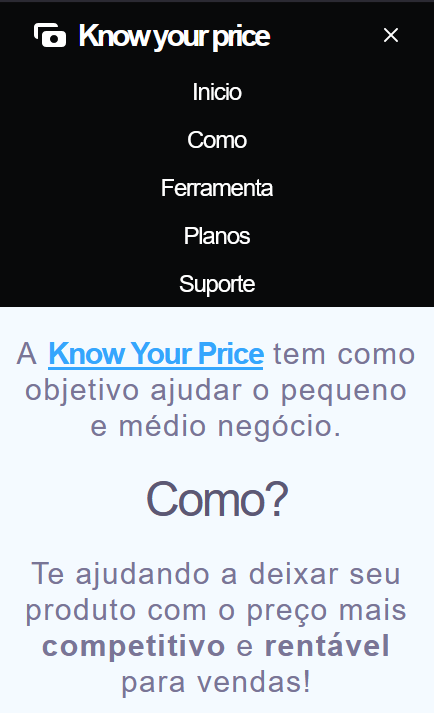 Know your price
Inicio
Como
Ferramenta
Planos
Suporte
A Know Your Price tem como
objetivo ajudar o pequeno
e médio negócio.
Como?
Te ajudando a deixar seu
produto com o preço mais
competitivo e rentável
para vendas!